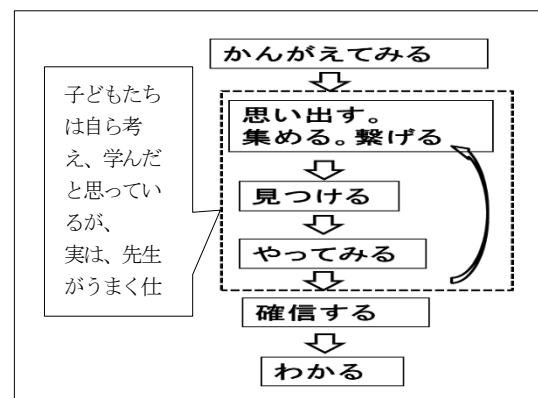 かんがえてみる
子どもたち
は自ら考
え、学んだ
と思ってい
るが、
実は、先生
がうまく仕
思い出す。
集める。繋げる
見つける
やってみる
確信する
わかる